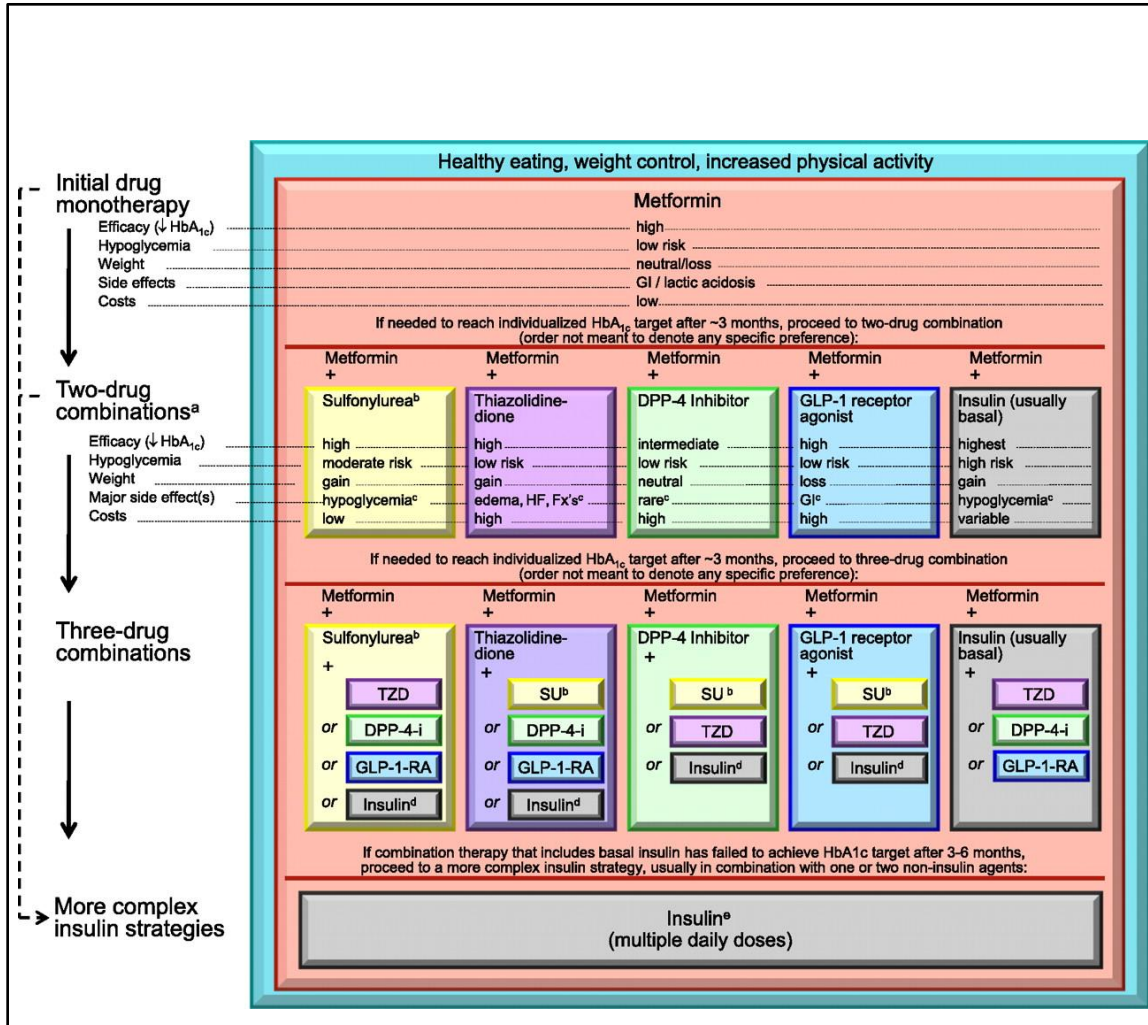 Healthy eating, weight control, increased physical activity
Initial drug
monotherapy
Metformin
Efficacy (↓ HbA1c) high
Hypoglycemia low risk
Weight neutral/loss
Side effects GI / lactic acidosis
Costs low
If needed to reach individualized HbA1c target after ~3 months, proceed to two-drug combination
(order not meant to denote any specific preference):
Metformin Metformin Metformin Metformin Metformin
+ + + + +
Two-drug
combinationsa
Sulfonylureab Thiazolidine- DPP-4 Inhibitor GLP-1 receptor Insulin (usually
dione agonist basal)
Efficacy (↓ HbA1c) high high intermediate high highest
Hypoglycemia moderate risk low risk low risk low risk high risk
Weight gain gain neutral loss gain
Major side effect(s) hypoglycemiac edema, HF, Fx'sc rarec GIc hypoglycemiac
Costs low high high high variable
If needed to reach individualized HbA1c target after ~3 months, proceed to three-drug combination
(order not meant to denote any specific preference):
Metformin Metformin Metformin Metformin Metformin
+ + + + +
Three-drug
combinations
Sulfonylureab Thiazolidine- DPP-4 Inhibitor GLP-1 receptor Insulin (usually
dione agonist basal)
+ + + + +
TZD SUb SUb SUb TZD
or DPP-4-i or DPP-4-i or TZD or TZD or DPP-4-i
or GLP-1-RA or GLP-1-RA or Insulind or Insulind or GLP-1-RA
or Insulind or Insulind
If combination therapy that includes basal insulin has failed to achieve HbA1c target after 3-6 months,
proceed to a more complex insulin strategy, usually in combination with one or two non-insulin agents:
More complex
insulin strategies
Insuline
(multiple daily doses)